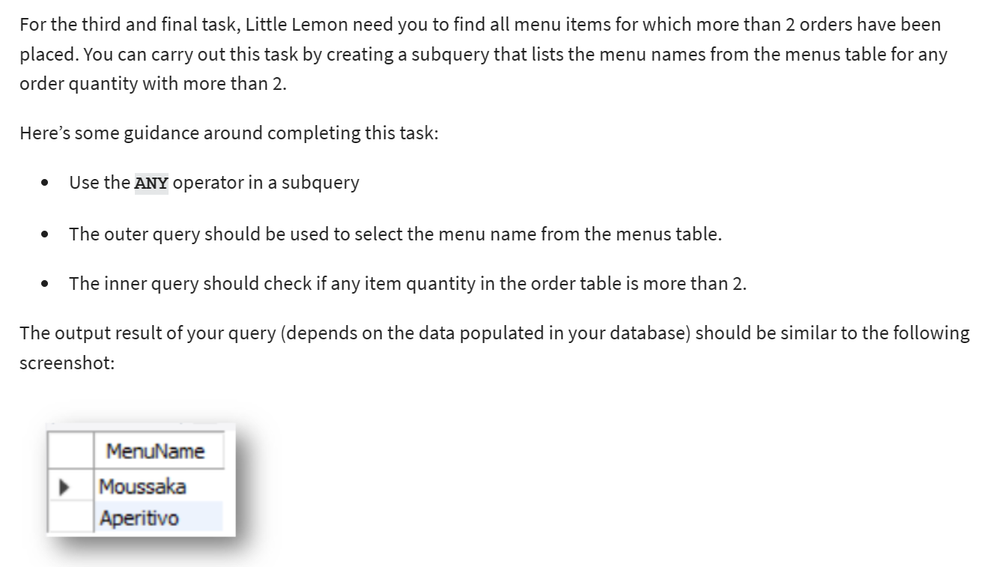 For the third and final task, Little Lemon need you to find all menu items for which more than 2 orders have been
placed. You can carry out this task by creating a subquery that lists the menu names from the menus table for any
order quantity with more than 2.
Here’s some guidance around completing this task:
• Use the ANY operator in a subquery
• The outer query should be used to select the menu name from the menus table.
• The inner query should check if any item quantity in the order table is more than 2.
The output result of your query (depends on the data populated in your database) should be similar to the following
screenshot:
MenuName
Moussaka
Aperitivo